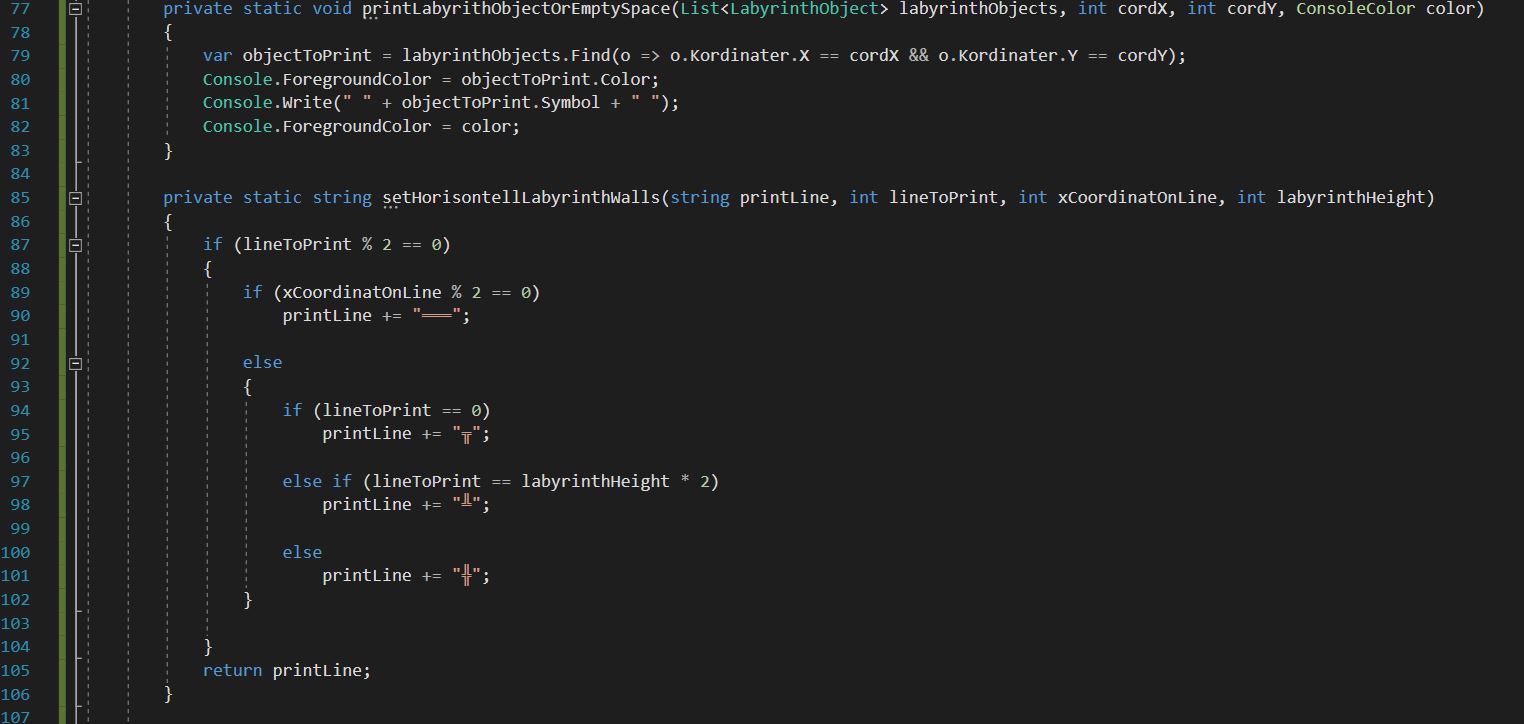 77 private static void printLabyrithObjectOrEmptySpace(List<LabyrinthObject> labyrinthObjects, int cordX, int cordY, ConsoleColor color)
78 {
79 var objectToPrint = labyrinthObjects.Find(o => o.Kordinater.X == cordX && o.Kordinater.Y == cordY);
80 Console.ForegroundColor = objectToPrint.Color;
81 Console.Write(" " + objectToPrint.Symbol + " ");
82 Console.ForegroundColor = color;
83 }
84
85 private static string setHorisontellLabyrinthWalls(string printLine, int lineToPrint, int xCoordinatOnLine, int labyrinthHeight)
86 {
87 if (lineToPrint % 2 == 0)
88 {
89 if (xCoordinatOnLine % 2 == 0)
90 printLine += "═══";
91
92 else
93 {
94 if (lineToPrint == 0)
95 printLine += "╦";
96
97 else if (lineToPrint == labyrinthHeight * 2)
98 printLine += "╩";
99
100 else
101 printLine += "╬";
102 }
103
104 }
105 return printLine;
106 }
107